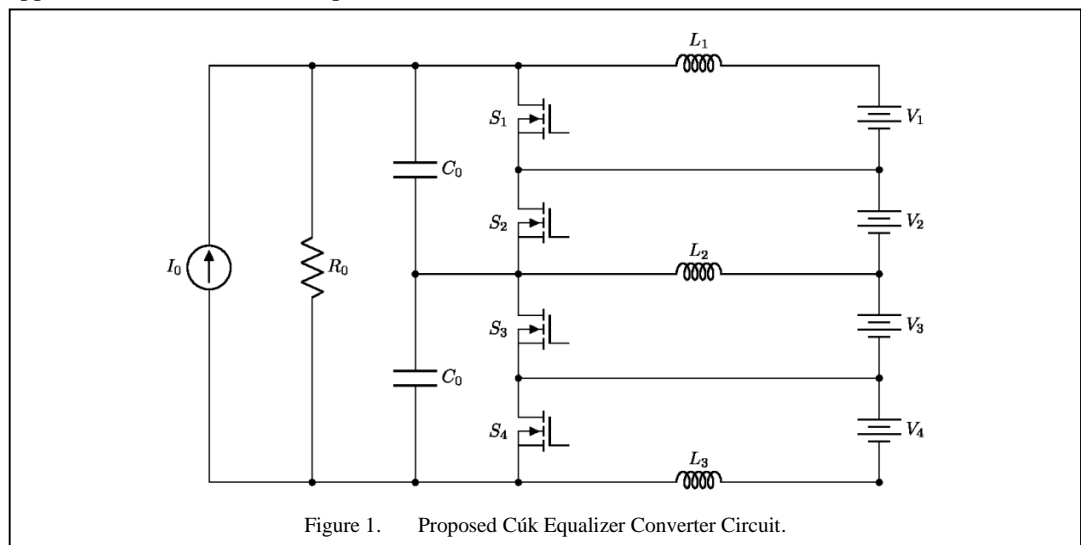 L₁
S₁
V₁
C₀
S₂
V₂
L₂
I₀
R₀
S₃
V₃
C₀
S₄
V₄
L₃
Figure 1. Proposed Cúk Equalizer Converter Circuit.